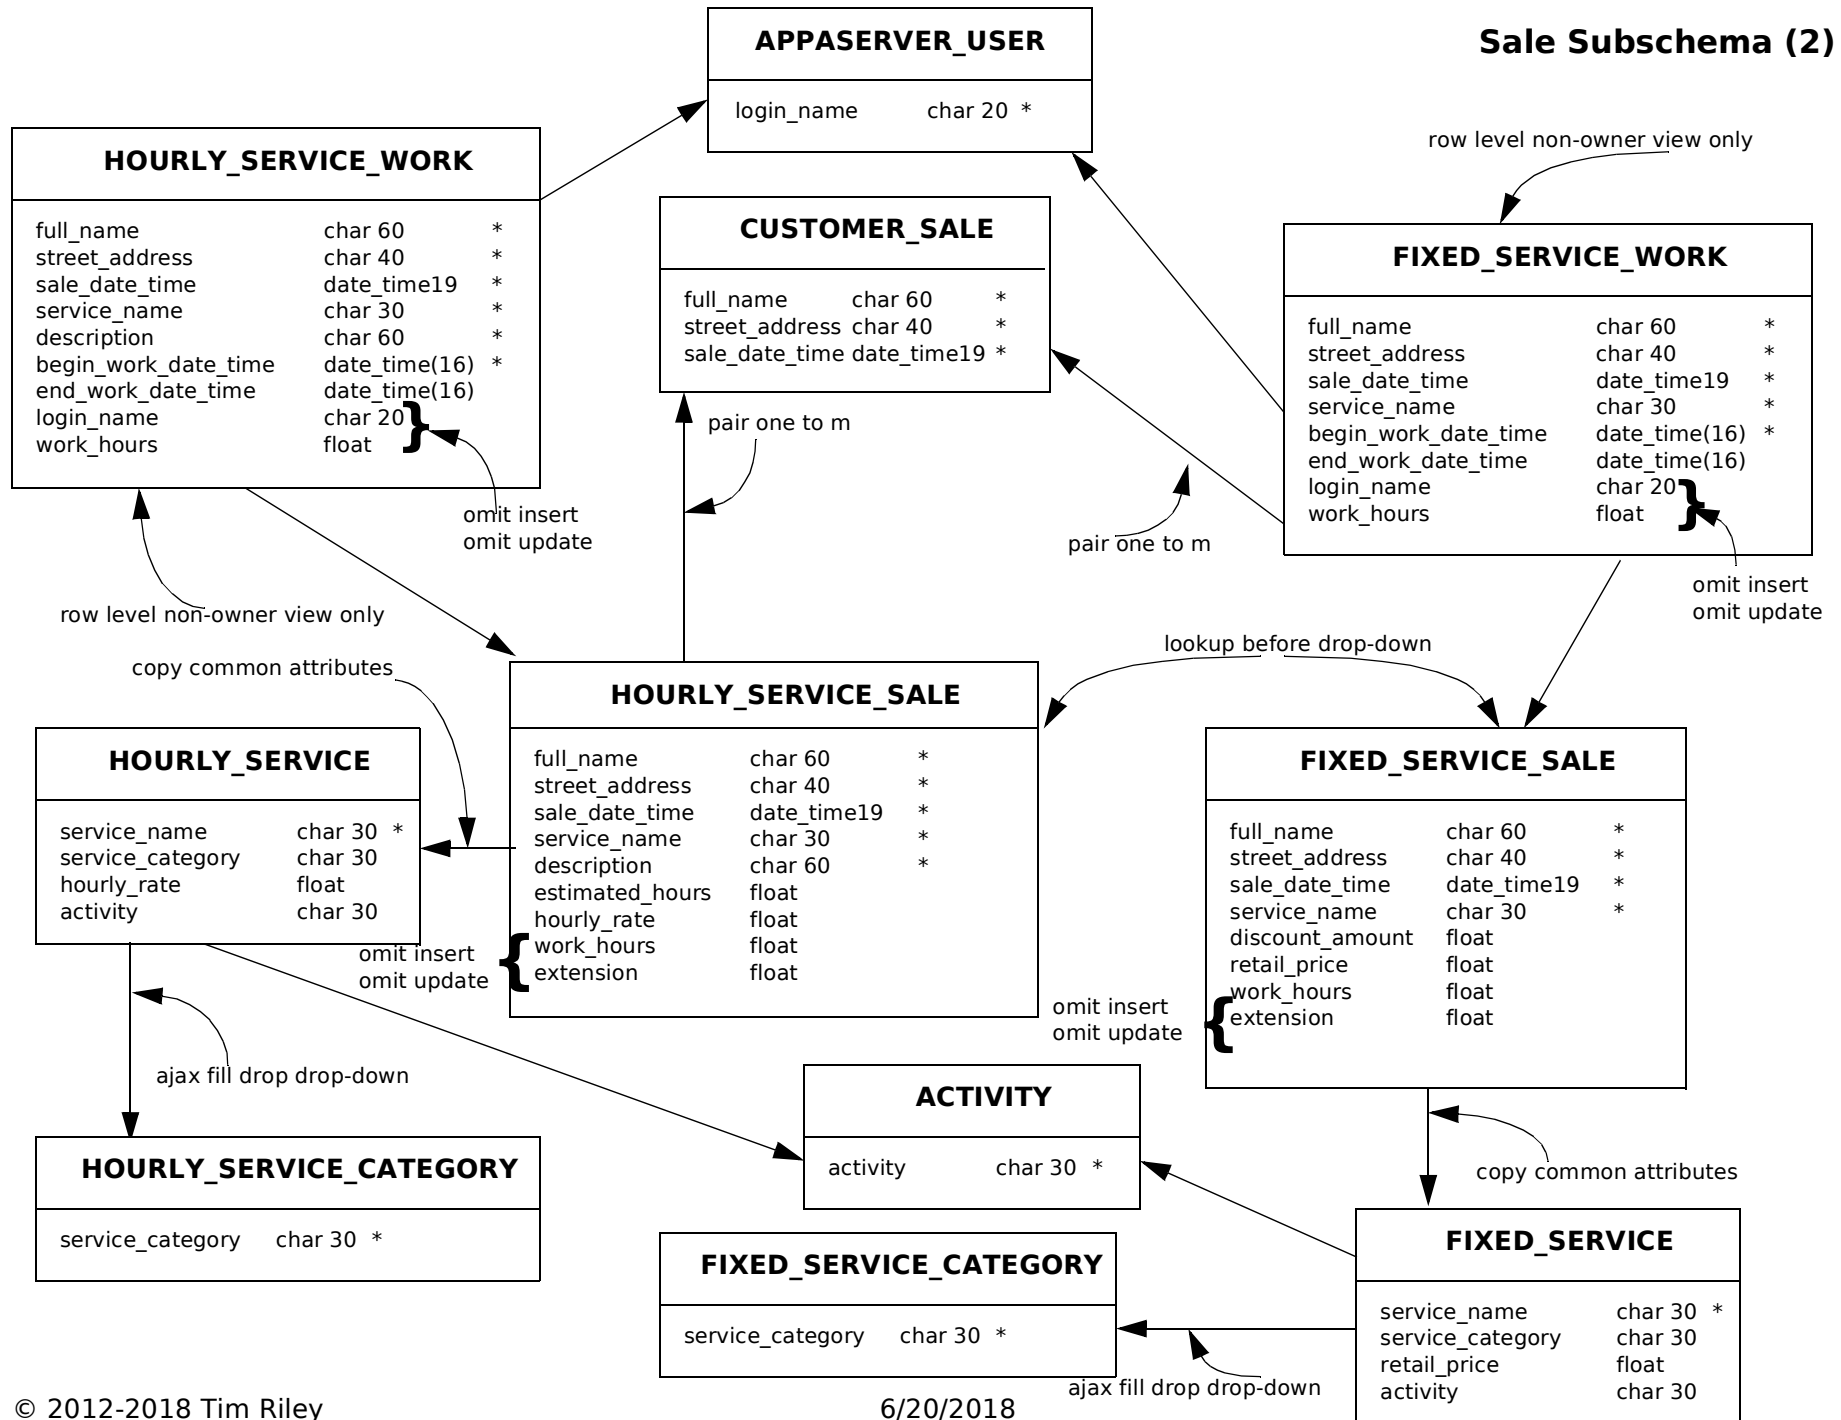 Sale Subschema (2)
APPASERVER_USER
login_name char 20 *
HOURLY_SERVICE_WORK
full_name char 60 *
street_address char 40 *
sale_date_time date_time19 *
service_name char 30 *
description char 60 *
begin_work_date_time date_time(16) *
end_work_date_time date_time(16)
login_name char 20
work_hours float
}
omit insert
omit update
row level non-owner view only
CUSTOMER_SALE
full_name char 60 *
street_address char 40 *
sale_date_time date_time19 *
pair one to m
pair one to m
row level non-owner view only
FIXED_SERVICE_WORK
full_name char 60 *
street_address char 40 *
sale_date_time date_time19 *
service_name char 30 *
begin_work_date_time date_time(16) *
end_work_date_time date_time(16)
login_name char 20
work_hours float
}
omit insert
omit update
lookup before drop-down
copy common attributes
HOURLY_SERVICE_SALE
full_name char 60 *
street_address char 40 *
sale_date_time date_time19 *
service_name char 30 *
description char 60 *
estimated_hours float
hourly_rate float
work_hours float
extension float
{
omit insert
omit update
HOURLY_SERVICE
service_name char 30 *
service_category char 30
hourly_rate float
activity char 30
ajax fill drop drop-down
FIXED_SERVICE_SALE
full_name char 60 *
street_address char 40 *
sale_date_time date_time19 *
service_name char 30 *
discount_amount float
retail_price float
work_hours float
extension float
{
omit insert
omit update
copy common attributes
ACTIVITY
activity char 30 *
HOURLY_SERVICE_CATEGORY
service_category char 30 *
FIXED_SERVICE_CATEGORY
service_category char 30 *
ajax fill drop drop-down
FIXED_SERVICE
service_name char 30 *
service_category char 30
retail_price float
activity char 30
© 2012-2018 Tim Riley
6/20/2018